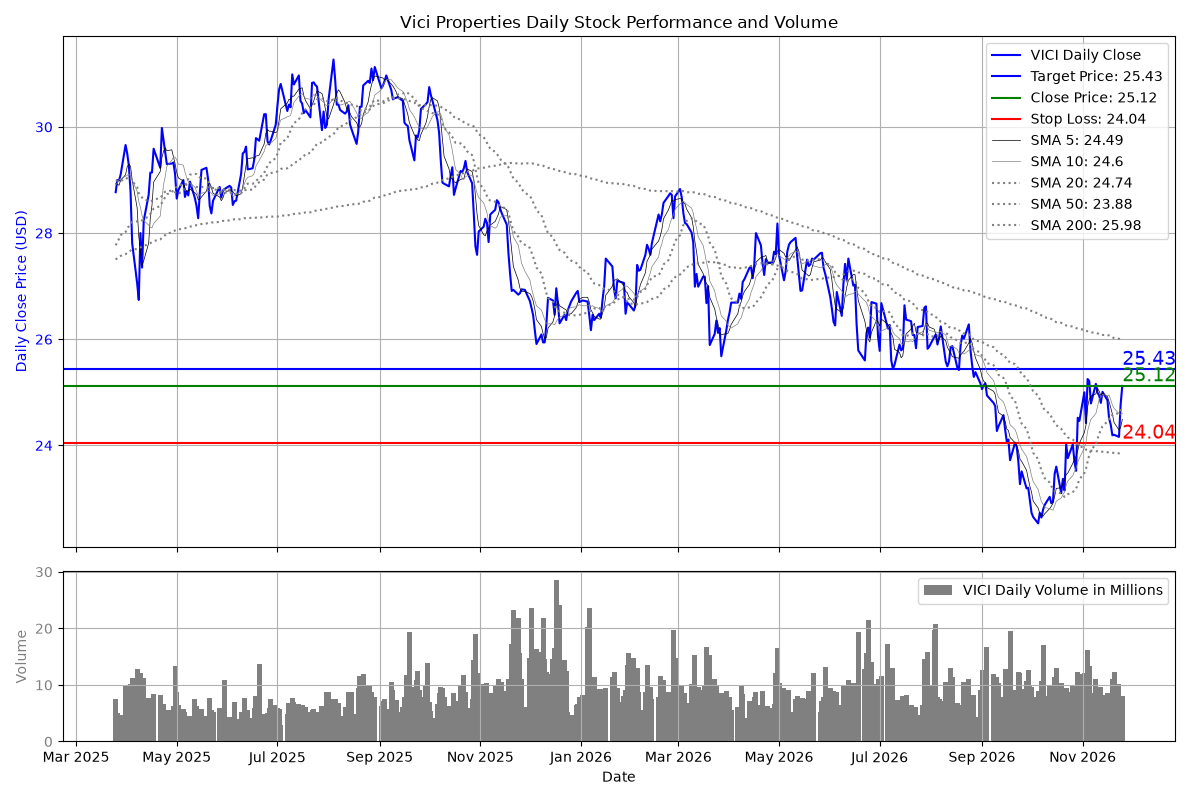 Vici Properties Daily Stock Performance and Volume
VICI Daily Close
Target Price: 25.43
Close Price: 25.12
Stop Loss: 24.04
SMA 5: 24.49
SMA 10: 24.6
SMA 20: 24.74
SMA 50: 23.88
SMA 200: 25.98
Daily Close Price (USD)
30
28
26
24
25.43
25.12
24.04
VICI Daily Volume in Millions
Volume
30
20
10
0
Mar 2025 May 2025 Jul 2025 Sep 2025 Nov 2025 Jan 2026 Mar 2026 May 2026 Jul 2026 Sep 2026 Nov 2026
Date